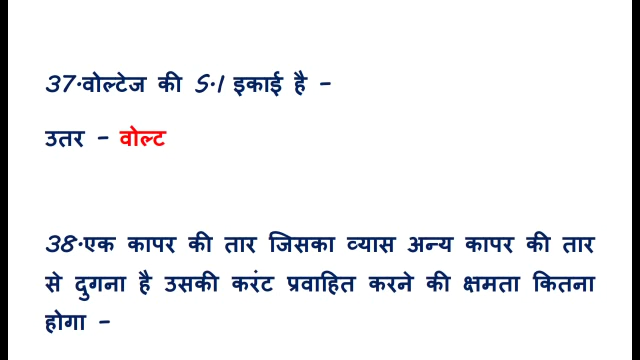 37.वोल्टेज की S.I इकाई है –
उतर – वोल्ट
38.एक कापर की तार जिसका व्यास अन्य कापर की तार
से दुगना है उसकी करंट प्रवाहित करने की क्षमता कितना
होगा –